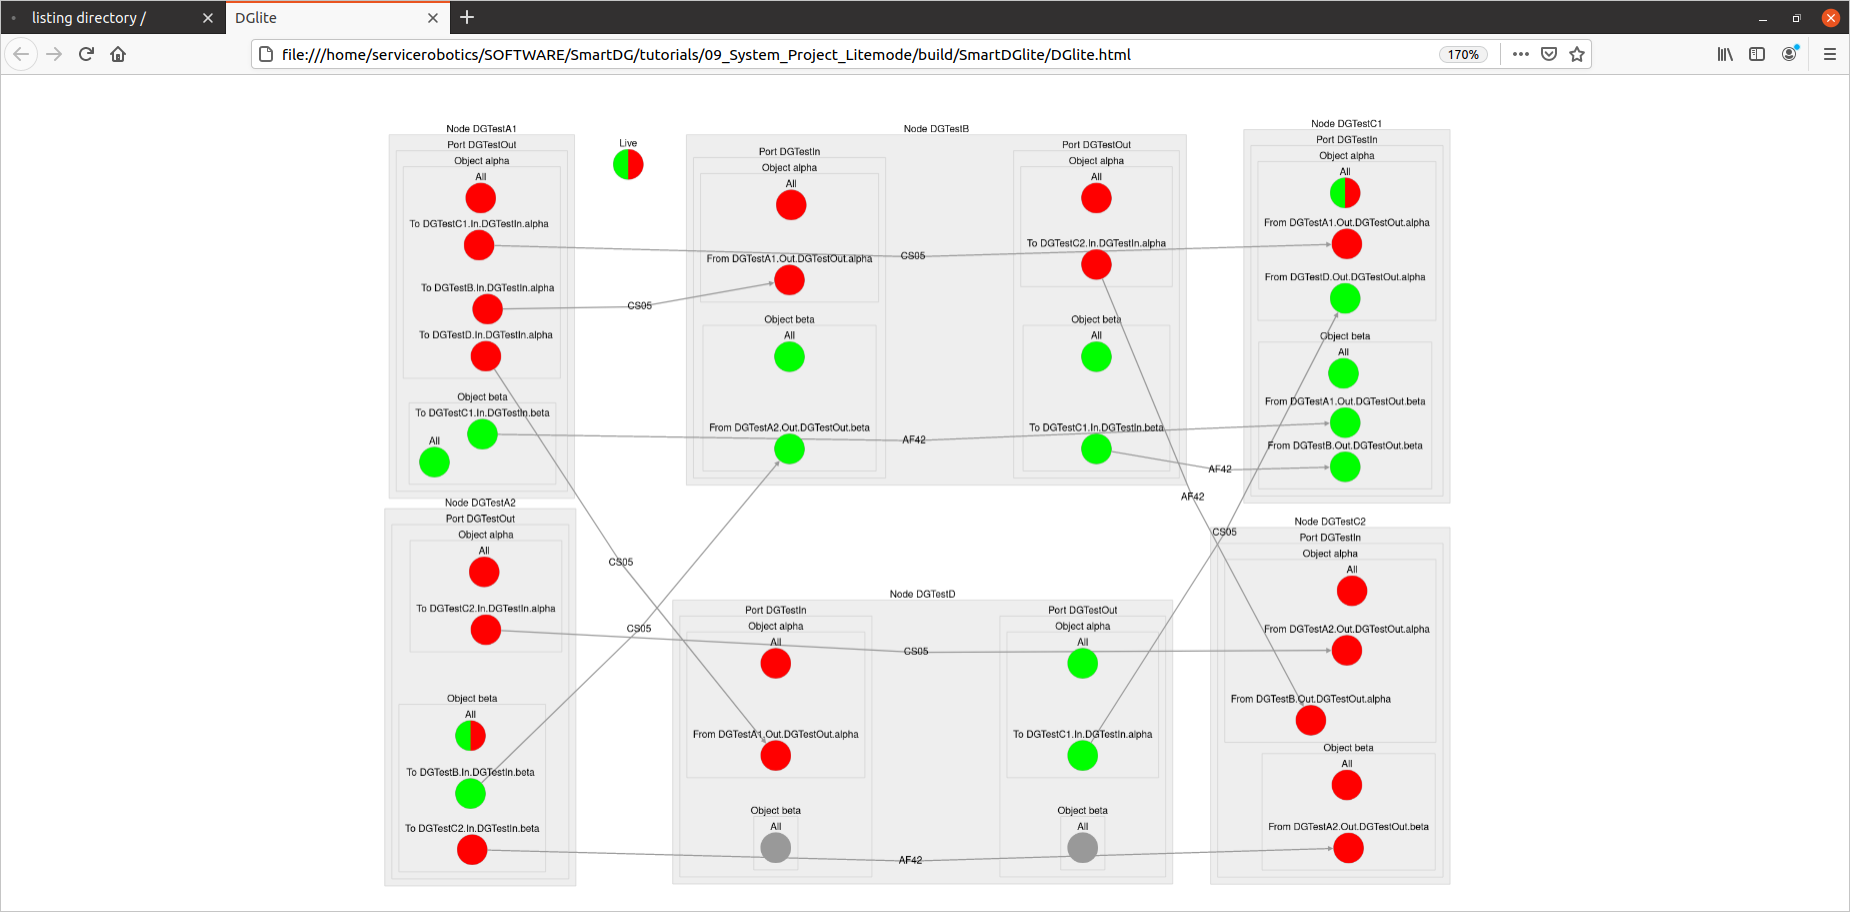 listing directory /
DGlite
file:///home/servicerobotics/SOFTWARE/SmartDG/tutorials/09_System_Project_Litemode/build/SmartDGlite/DGlite.html
170%
Node DGTestA1
Port DGTestOut
Object alpha
All
To DGTestC1.In.DGTestIn.alpha
To DGTestB.In.DGTestIn.alpha
To DGTestD.In.DGTestIn.alpha
Object beta
To DGTestC1.In.DGTestIn.beta
All
Live
Node DGTestB
Port DGTestIn
Object alpha
All
From DGTestA1.Out.DGTestOut.alpha
Object beta
All
From DGTestA2.Out.DGTestOut.beta
Port DGTestOut
Object alpha
All
To DGTestC2.In.DGTestIn.alpha
Object beta
All
To DGTestC1.In.DGTestIn.beta
Node DGTestC1
Port DGTestIn
Object alpha
All
From DGTestA1.Out.DGTestOut.alpha
From DGTestD.Out.DGTestOut.alpha
Object beta
All
From DGTestA1.Out.DGTestOut.beta
From DGTestB.Out.DGTestOut.beta
CS05
CS05
AF42
AF42
AF42
CS05
CS05
CS05
CS05
AF42
Node DGTestA2
Port DGTestOut
Object alpha
All
To DGTestC2.In.DGTestIn.alpha
Object beta
All
To DGTestB.In.DGTestIn.beta
To DGTestC2.In.DGTestIn.beta
Node DGTestD
Port DGTestIn
Object alpha
All
From DGTestA1.Out.DGTestOut.alpha
Object beta
All
Port DGTestOut
Object alpha
All
To DGTestC1.In.DGTestIn.alpha
Object beta
All
Node DGTestC2
Port DGTestIn
Object alpha
All
From DGTestA2.Out.DGTestOut.alpha
From DGTestB.Out.DGTestOut.alpha
Object beta
All
From DGTestA2.Out.DGTestOut.beta